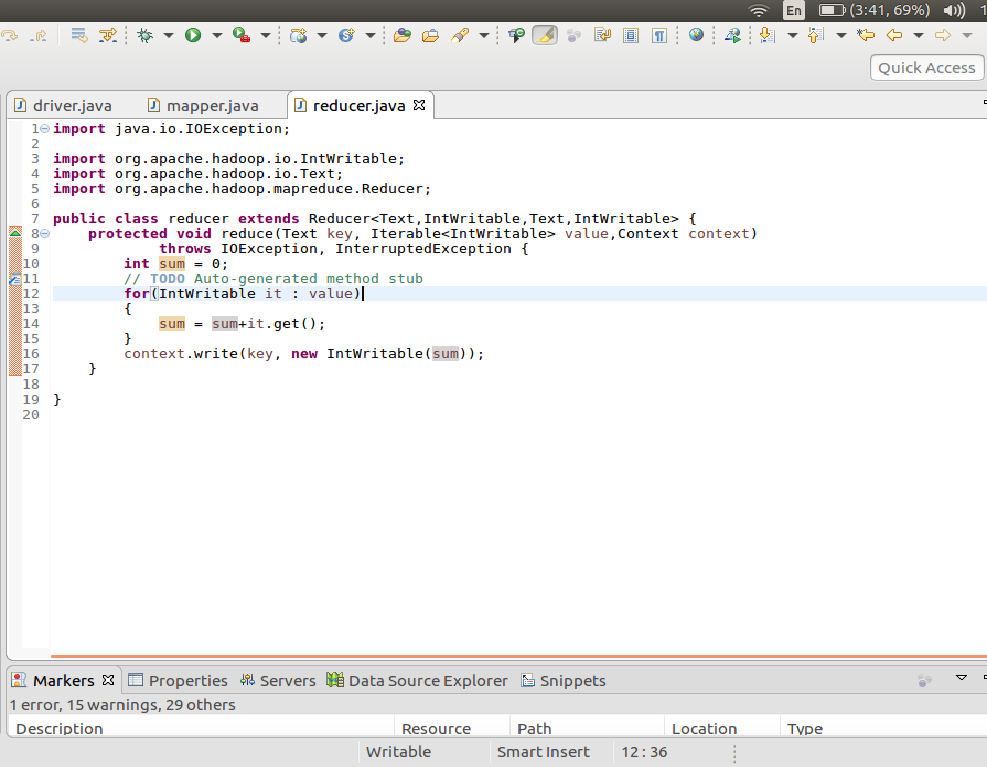 En (3:41, 69%)
Quick Access
driver.java mapper.java reducer.java
1 import java.io.IOException;
2
3 import org.apache.hadoop.io.IntWritable;
4 import org.apache.hadoop.io.Text;
5 import org.apache.hadoop.mapreduce.Reducer;
6
7 public class reducer extends Reducer<Text,IntWritable,Text,IntWritable> {
8 protected void reduce(Text key, Iterable<IntWritable> value,Context context)
9 throws IOException, InterruptedException {
10 int sum = 0;
11 // TODO Auto-generated method stub
12 for(IntWritable it : value)
13 {
14 sum = sum+it.get();
15 }
16 context.write(key, new IntWritable(sum));
17 }
18
19 }
20
Markers Properties Servers Data Source Explorer Snippets
1 error, 15 warnings, 29 others
Description Resource Path Location Type
Writable Smart Insert 12 : 36